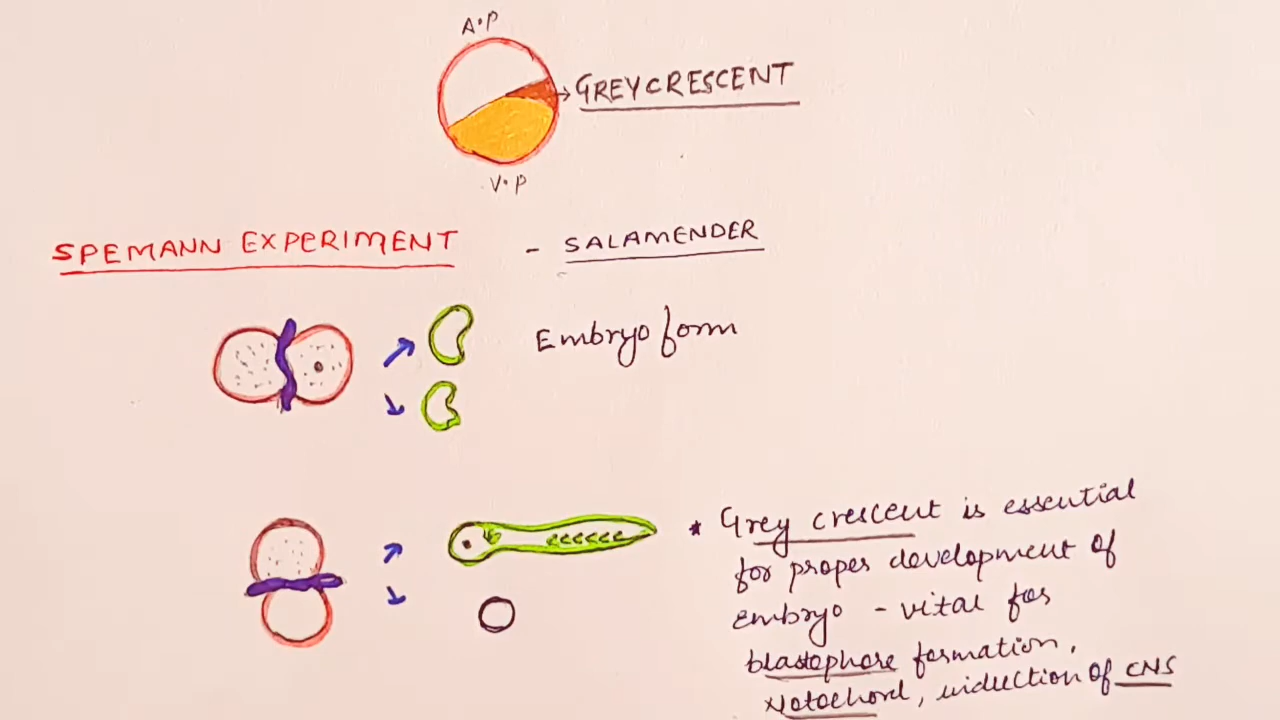 A.P
GREYCRESCENT
V.P
SPEMANN EXPERIMENT - SALAMENDER
Embryo form
* Grey crescent is essential
for proper development of
embryo - vital for
blastophore formation,
Notochord, induction of CNS